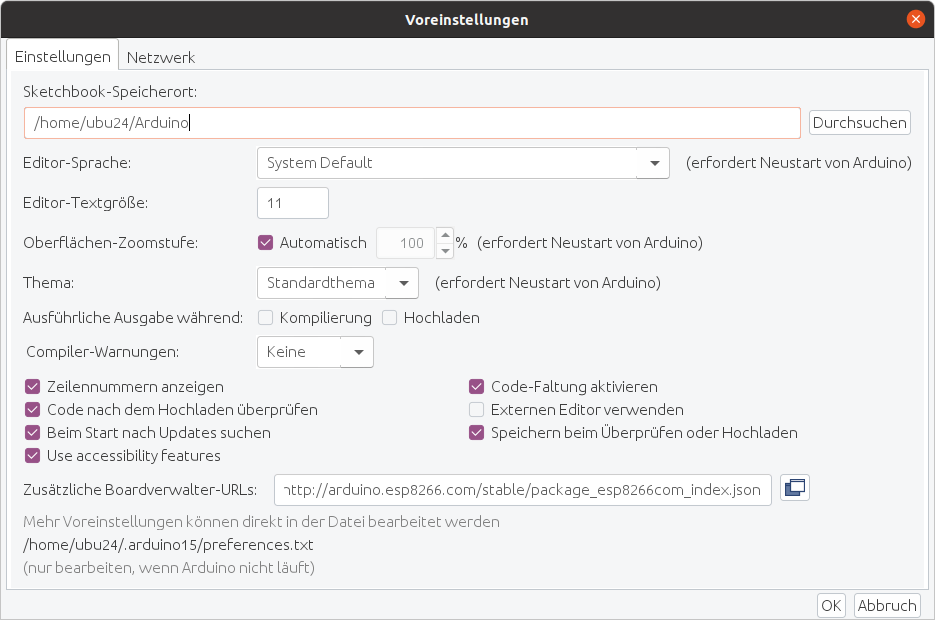 Voreinstellungen
Einstellungen Netzwerk
Sketchbook-Speicherort:
/home/ubu24/Arduino Durchsuchen
Editor-Sprache: System Default (erfordert Neustart von Arduino)
Editor-Textgröße: 11
Oberflächen-Zoomstufe: Automatisch 100 % (erfordert Neustart von Arduino)
Thema: Standardthema (erfordert Neustart von Arduino)
Ausführliche Ausgabe während: Kompilierung Hochladen
Compiler-Warnungen: Keine
Zeilennummern anzeigen Code-Faltung aktivieren
Code nach dem Hochladen überprüfen Externen Editor verwenden
Beim Start nach Updates suchen Speichern beim Überprüfen oder Hochladen
Use accessibility features
Zusätzliche Boardverwalter-URLs: http://arduino.esp8266.com/stable/package_esp8266com_index.json
Mehr Voreinstellungen können direkt in der Datei bearbeitet werden
/home/ubu24/.arduino15/preferences.txt
(nur bearbeiten, wenn Arduino nicht läuft)
OK Abbruch